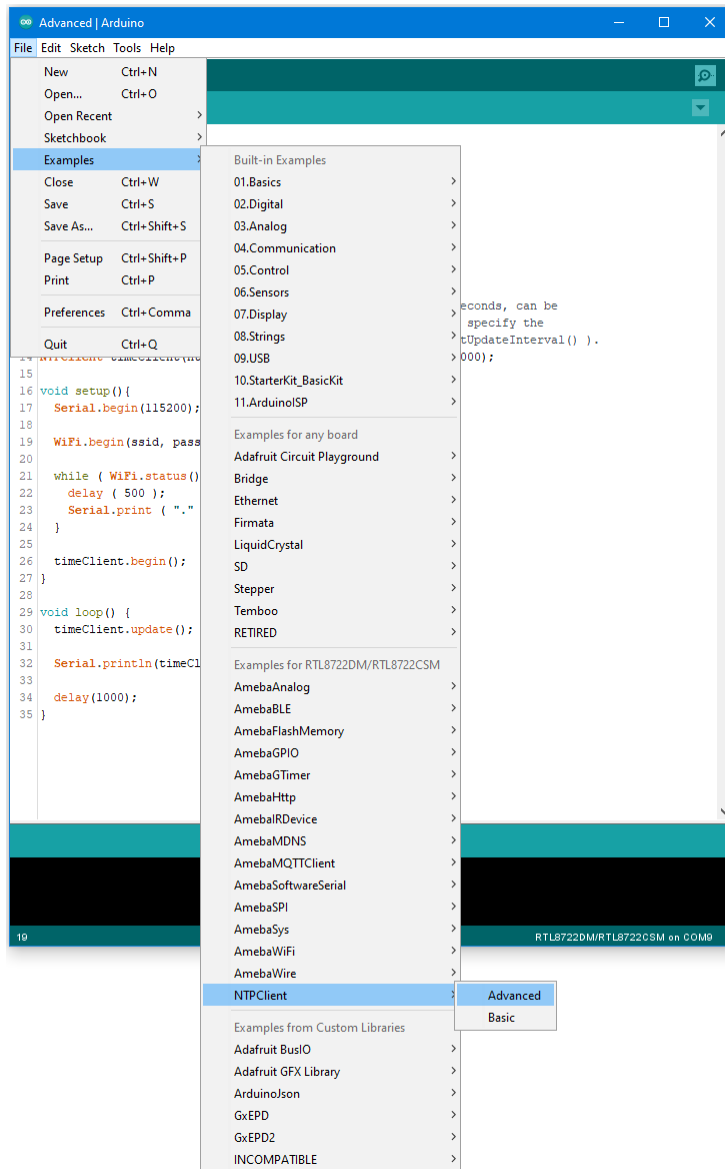 Advanced | Arduino
File Edit Sketch Tools Help
New Ctrl+N
Open... Ctrl+O
Open Recent
Sketchbook
Examples
Close Ctrl+W
Save Ctrl+S
Save As... Ctrl+Shift+S
Page Setup Ctrl+Shift+P
Print Ctrl+P
Preferences Ctrl+Comma
Quit Ctrl+Q
Built-in Examples
01.Basics
02.Digital
03.Analog
04.Communication
05.Control
06.Sensors
07.Display
08.Strings
09.USB
10.StarterKit_BasicKit
11.ArduinoISP
Examples for any board
Adafruit Circuit Playground
Bridge
Ethernet
Firmata
LiquidCrystal
SD
Stepper
Temboo
RETIRED
Examples for RTL8722DM/RTL8722CSM
AmebaAnalog
AmebaBLE
AmebaFlashMemory
AmebaGPIO
AmebaGTimer
AmebaHttp
AmebaIRDevice
AmebaMDNS
AmebaMQTTClient
AmebaSoftwareSerial
AmebaSPI
AmebaSys
AmebaWiFi
AmebaWire
NTPClient
Examples from Custom Libraries
Adafruit BusIO
Adafruit GFX Library
ArduinoJson
GxEPD
GxEPD2
INCOMPATIBLE
Advanced
Basic
econds, can be
specify the
tUpdateInterval() ).
000);
14 NTPClient timeClient(nt
15
16 void setup(){
17 Serial.begin(115200);
18
19 WiFi.begin(ssid, pass
20
21 while ( WiFi.status()
22 delay ( 500 );
23 Serial.print ( "."
24 }
25
26 timeClient.begin();
27 }
28
29 void loop() {
30 timeClient.update();
31
32 Serial.println(timeCl
33
34 delay(1000);
35 }
19
RTL8722DM/RTL8722CSM on COM9